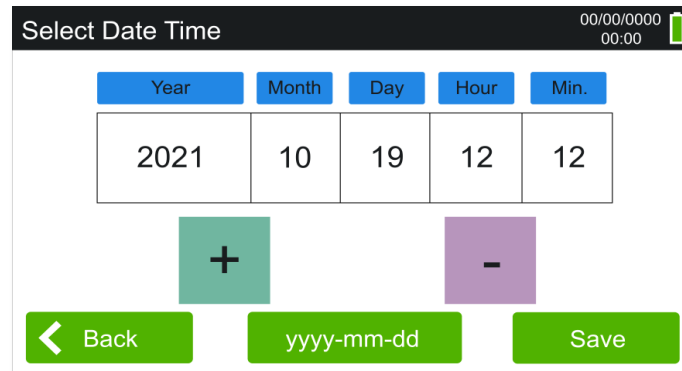 Select Date Time
00/00/0000
00:00
Year Month Day Hour Min.
2021 10 19 12 12
+ -
Back yyyy-mm-dd Save